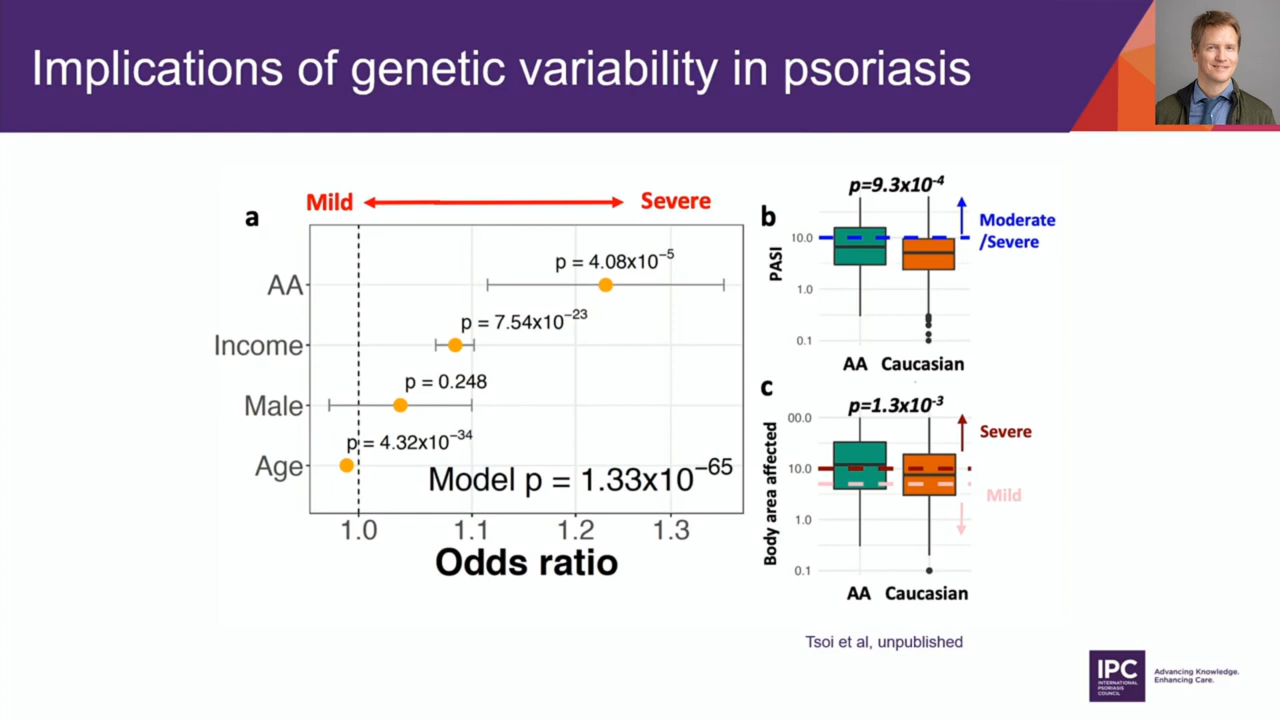 Implications of genetic variability in psoriasis
Mild
Severe
a
AA
Income
Male
Age
p = 4.08x10⁻⁵
p = 7.54x10⁻²³
p = 0.248
p = 4.32x10⁻³⁴
Model p = 1.33x10⁻⁶⁵
1.0 1.1 1.2 1.3
Odds ratio
b
p=9.3x10⁻⁴
PASI
10.0
1.0
0.1
Moderate
/Severe
AA Caucasian
c
p=1.3x10⁻³
Body area affected
00.0
10.0
1.0
0.1
Severe
Mild
AA Caucasian
Tsoi et al, unpublished
IPC
INTERNATIONAL
PSORIASIS
COUNCIL
Advancing Knowledge.
Enhancing Care.